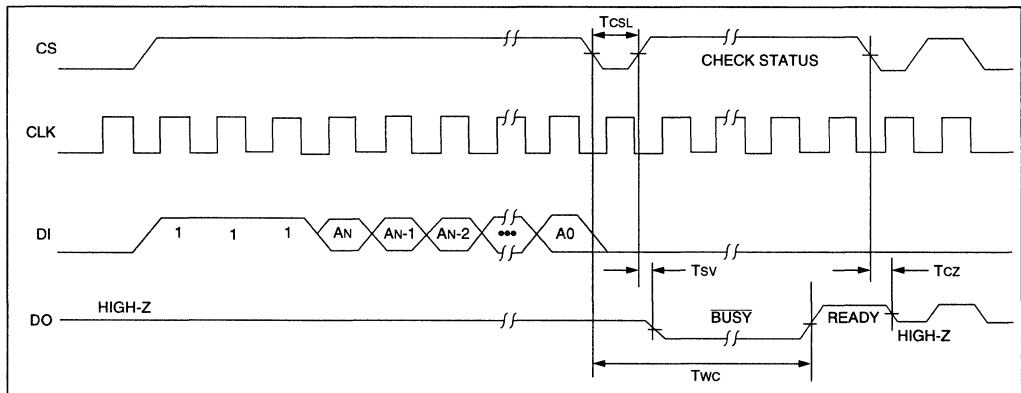 TCSL
CS
CHECK STATUS
CLK
DI 1 1 1 AN AN-1 AN-2 ••• A0
TSV TCZ
HIGH-Z
DO BUSY READY HIGH-Z
TWC